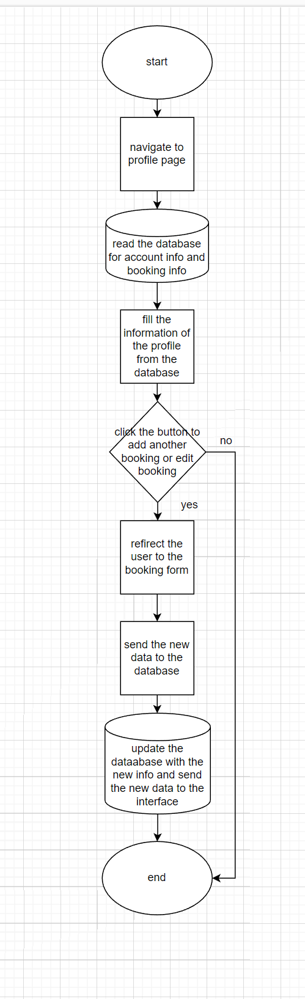 start
navigate to
profile page
read the database
for account info and
booking info
fill the
information of
the profile
from the
database
click the button to
add another
booking or edit
booking
no
yes
refirect the
user to the
booking form
send the new
data to the
database
update the
dataabase with the
new info and send
the new data to the
interface
end